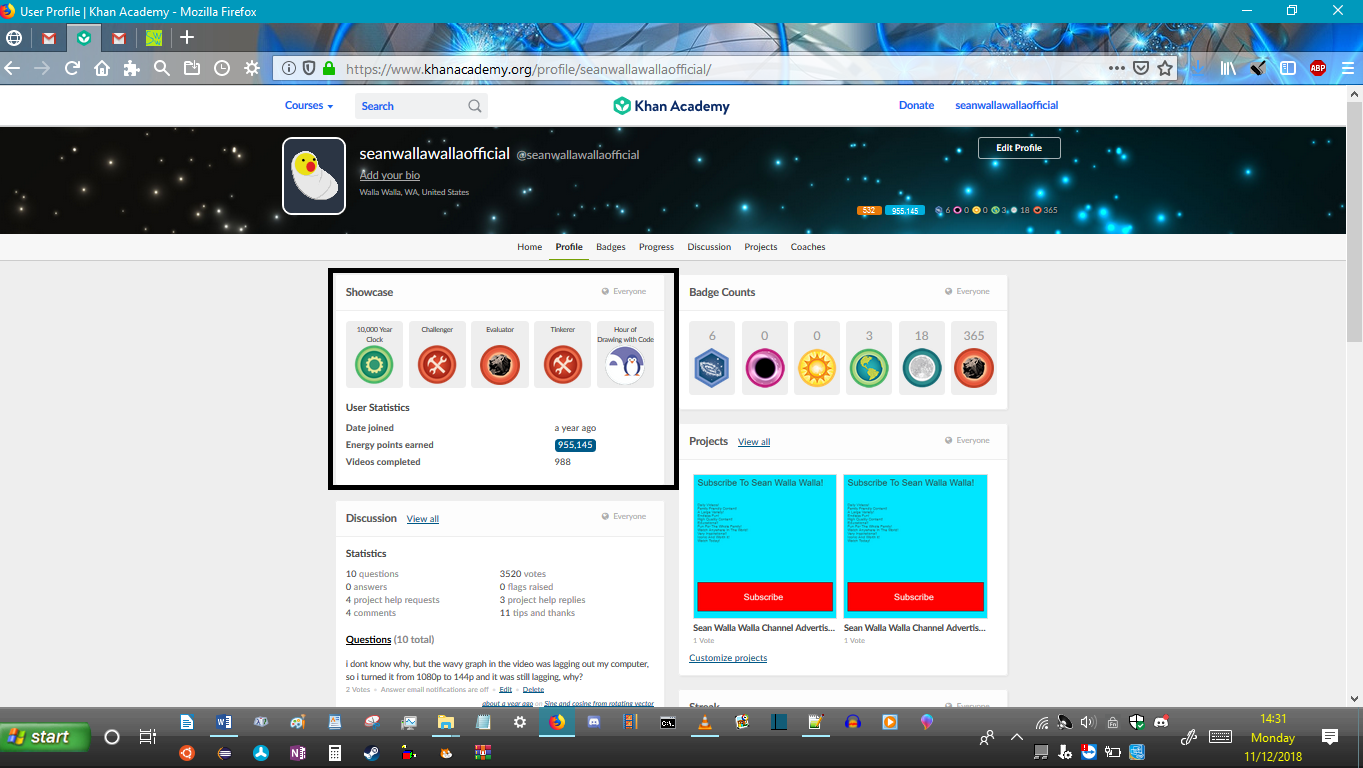 User Profile | Khan Academy - Mozilla Firefox
https://www.khanacademy.org/profile/seanwallawallaofficial/
ABP
Courses
Search
Khan Academy
Donate
seanwallawallaofficial
seanwallawallaofficial @seanwallawallaofficial
Edit Profile
Add your bio
Walla Walla, WA, United States
532 955,145 6 0 0 3 18 365
Home Profile Badges Progress Discussion Projects Coaches
Showcase Everyone
10,000 Year Clock
Challenger
Evaluator
Tinkerer
Hour of Drawing with Code
User Statistics
Date joined a year ago
Energy points earned 955,145
Videos completed 988
Badge Counts Everyone
6 0 0 3 18 365
Projects View all Everyone
Subscribe To Sean Walla Walla!
Subscribe
Sean Walla Walla Channel Advertis...
1 Vote
Subscribe To Sean Walla Walla!
Subscribe
Sean Walla Walla Channel Advertis...
1 Vote
Customize projects
Discussion View all Everyone
Statistics
10 questions 3520 votes
0 answers 0 flags raised
4 project help requests 3 project help replies
4 comments 11 tips and thanks
Questions (10 total)
i dont know why, but the wavy graph in the video was lagging out my computer,
so i turned it from 1080p to 144p and it was still lagging, why?
2 Votes • Answer email notifications are off • Edit • Delete
about a year ago on Sine and cosine from rotating vector
Streak Everyone
start
14:31
Monday
11/12/2018